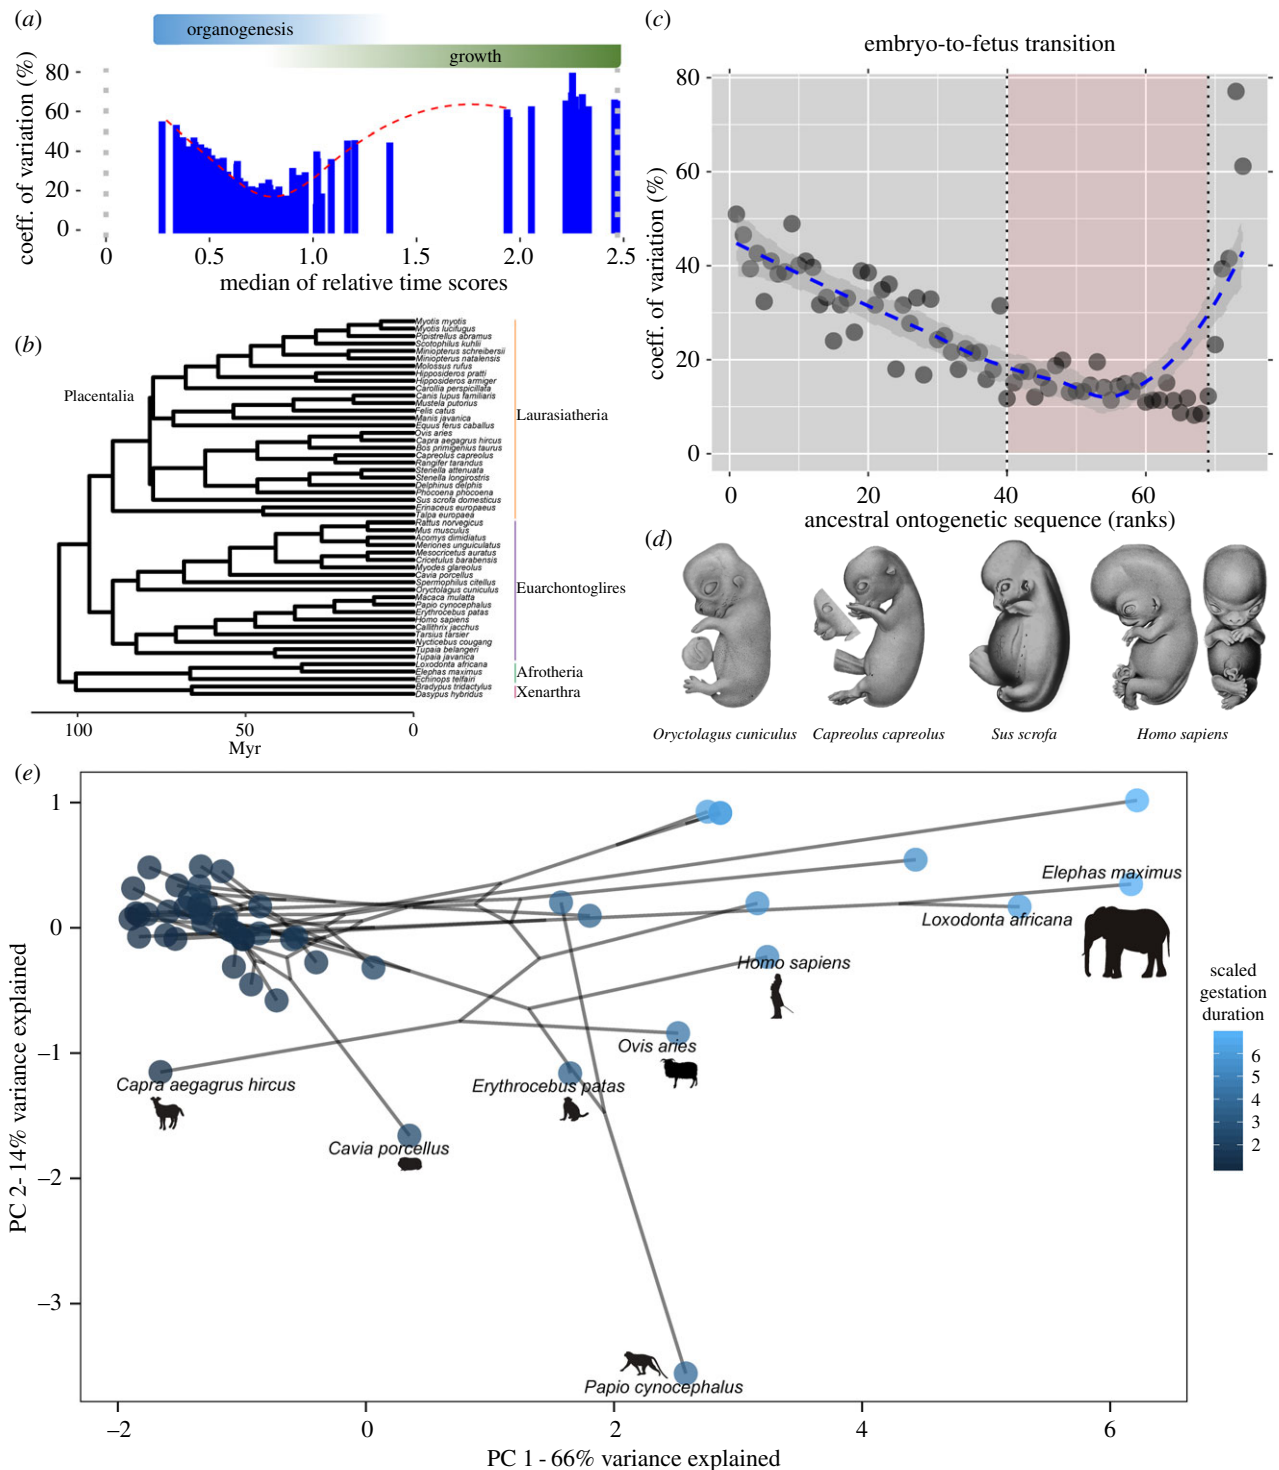 (a)
organogenesis
growth
coeff. of variation (%)
80
60
40
20
0
0
0.5
1.0
1.5
2.0
2.5
median of relative time scores
(b)
Placentalia
Myotis myotis
Myotis lucifugus
Pipistrellus abramus
Scotophilus kuhlii
Miniopterus schreibersii
Miniopterus natalensis
Molossus rufus
Hipposideros pratti
Hipposideros armiger
Carollia perspicillata
Canis lupus familiaris
Mustela putorius
Felis catus
Manis javanica
Equus ferus caballus
Ovis aries
Capra aegagrus hircus
Bos primigenius taurus
Capreolus capreolus
Rangifer tarandus
Stenella attenuata
Stenella longirostris
Delphinus delphis
Phocoena phocoena
Sus scrofa domesticus
Erinaceus europaeus
Talpa europaea
Rattus norvegicus
Mus musculus
Acomys dimidiatus
Meriones unguiculatus
Mesocricetus auratus
Cricetulus barabensis
Myodes glareolus
Cavia porcellus
Spermophilus citellus
Oryctolagus cuniculus
Macaca mulatta
Papio cynocephalus
Erythrocebus patas
Homo sapiens
Callithrix jacchus
Tarsius tarsier
Nycticebus cougang
Tupaia belangeri
Tupaia javanica
Loxodonta africana
Elephas maximus
Echinops telfairi
Bradypus tridactylus
Dasypus hybridus
Laurasiatheria
Euarchontoglires
Afrotheria
Xenarthra
100
50
0
Myr
(c)
embryo-to-fetus transition
coeff. of variation (%)
80
60
40
20
0
0
20
40
60
ancestral ontogenetic sequence (ranks)
(d)
Oryctolagus cuniculus
Capreolus capreolus
Sus scrofa
Homo sapiens
(e)
PC 2- 14% variance explained
1
0
−1
−2
−3
Elephas maximus
Loxodonta africana
Homo sapiens
Ovis aries
Capra aegagrus hircus
Erythrocebus patas
Cavia porcellus
Papio cynocephalus
−2
0
2
4
6
PC 1 - 66% variance explained
scaled
gestation
duration
6
5
4
3
2